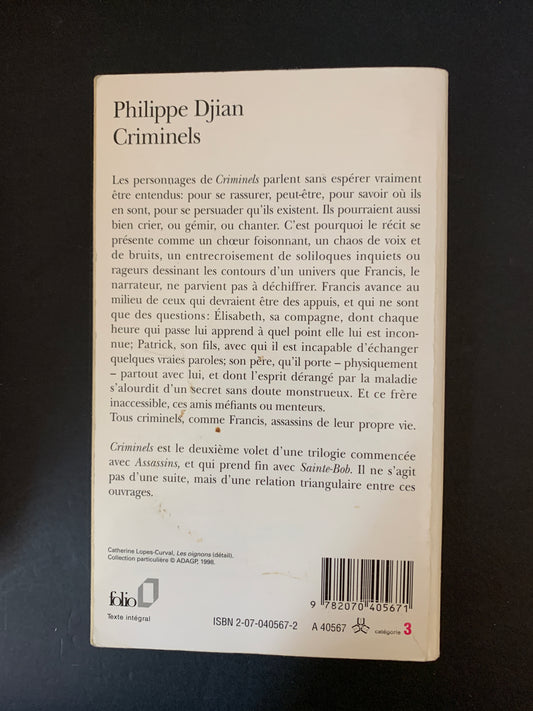 Philippe Djian
Criminels
Les personnages de Criminels parlent sans espérer vraiment
être entendus: pour se rassurer, peut-être, pour savoir où ils
en sont, pour se persuader qu'ils existent. Ils pourraient aussi
bien crier, ou gémir, ou chanter. C'est pourquoi le récit se
présente comme un chœur foisonnant, un chaos de voix et
de bruits, un entrecroisement de soliloques inquiets ou
rageurs dessinant les contours d'un univers que Francis, le
narrateur, ne parvient pas à déchiffrer. Francis avance au
milieu de ceux qui devraient être des appuis, et qui ne sont
que des questions: Élisabeth, sa compagne, dont chaque
heure qui passe lui apprend à quel point elle lui est incon-
nue; Patrick, son fils, avec qui il est incapable d'échanger
quelques vraies paroles; son père, qu'il porte – physiquement
– partout avec lui, et dont l'esprit dérangé par la maladie
s'alourdit d'un secret sans doute monstrueux. Et ce frère
inaccessible, ces amis méfiants ou menteurs.
Tous criminels, comme Francis, assassins de leur propre vie.
Criminels est le deuxième volet d'une trilogie commencée
avec Assassins, et qui prend fin avec Sainte-Bob. Il ne s'agit
pas d'une suite, mais d'une relation triangulaire entre ces
ouvrages.
Catherine Lopes-Curval, Les oignons (détail).
Collection particulière © ADAGP, 1998.
folio
Texte intégral
9 782070 405671
ISBN 2-07-040567-2 A 40567 catégorie 3